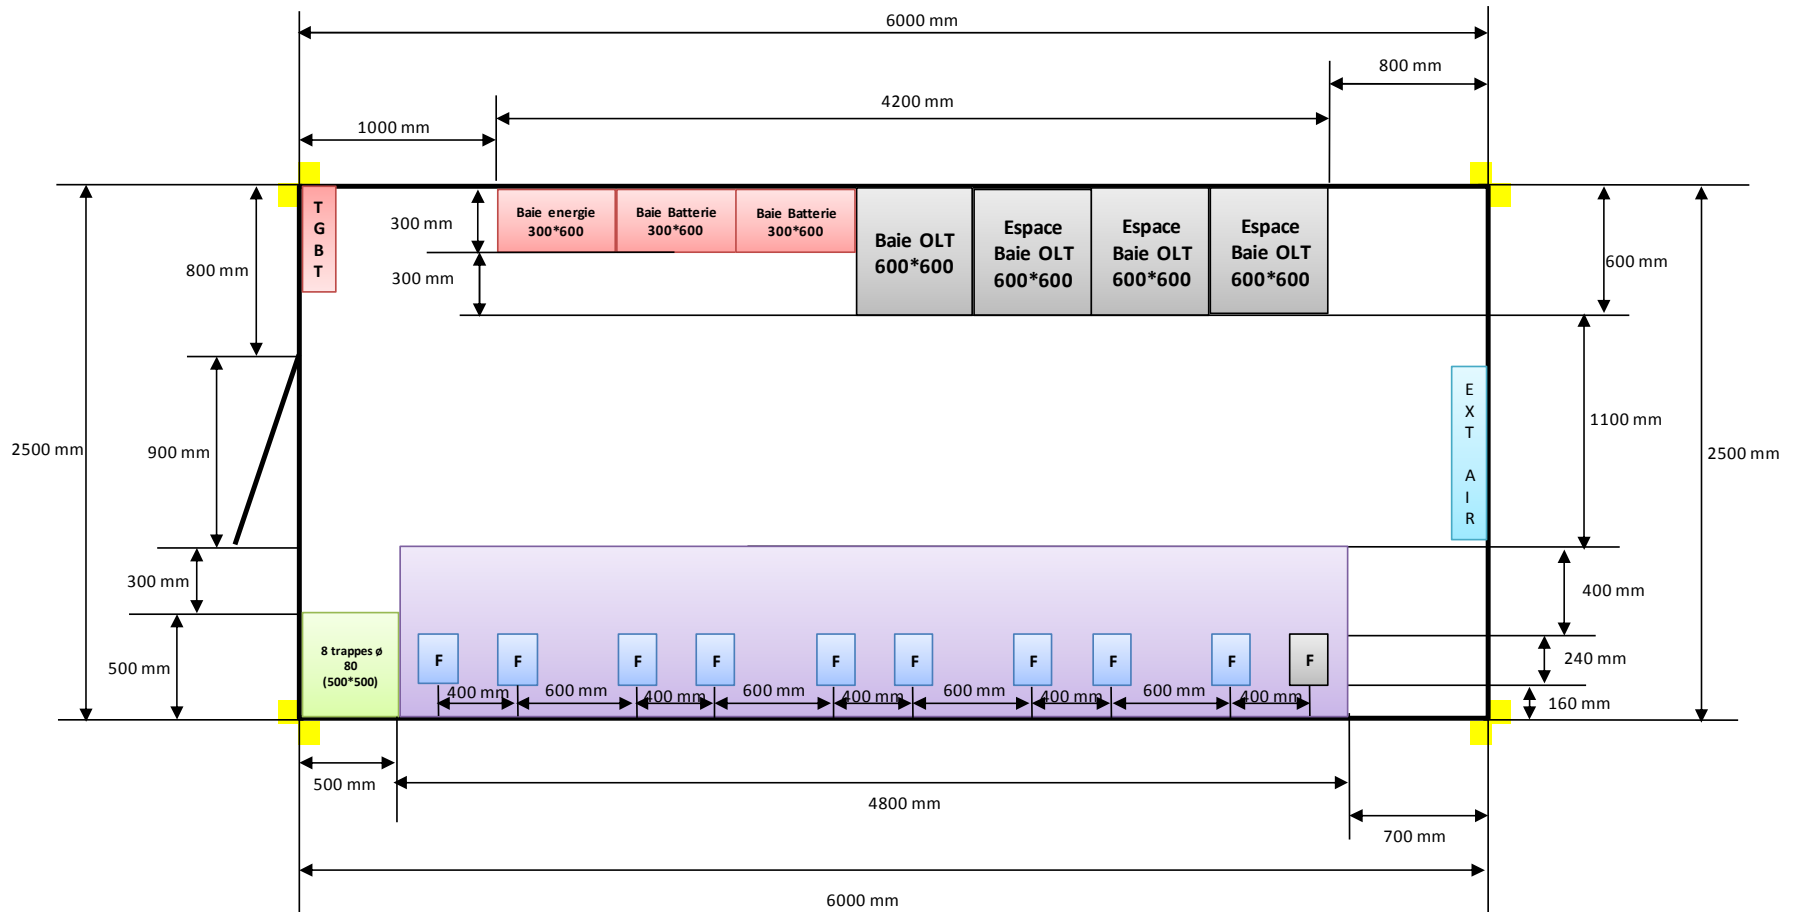 6000 mm
800 mm
4200 mm
1000 mm
T
G
B
T
300 mm
Baie energie
300*600
Baie Batterie
300*600
Baie Batterie
300*600
Baie OLT
600*600
Espace
Baie OLT
600*600
Espace
Baie OLT
600*600
Espace
Baie OLT
600*600
800 mm
300 mm
600 mm
E
X
T
A
I
R
2500 mm
900 mm
1100 mm
2500 mm
300 mm
400 mm
500 mm
8 trappes ø
80
(500*500)
F
F
F
F
F
F
F
F
F
F
240 mm
400 mm
600 mm
400 mm
600 mm
400 mm
600 mm
400 mm
600 mm
400 mm
160 mm
500 mm
4800 mm
700 mm
6000 mm